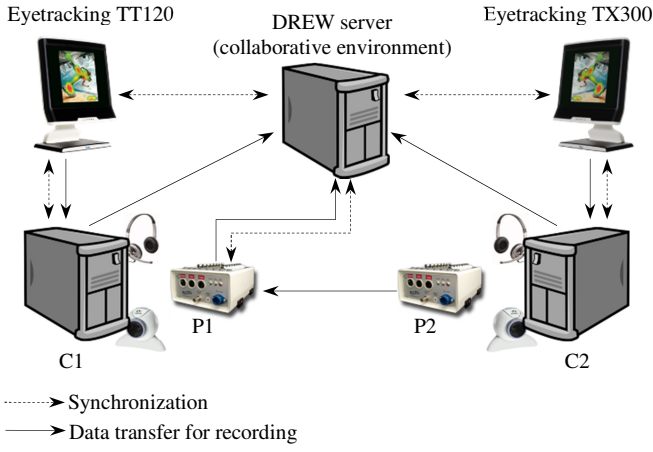 Eyetracking TT120
DREW server
(collaborative environment)
Eyetracking TX300
P1
P2
C1
C2
Synchronization
Data transfer for recording